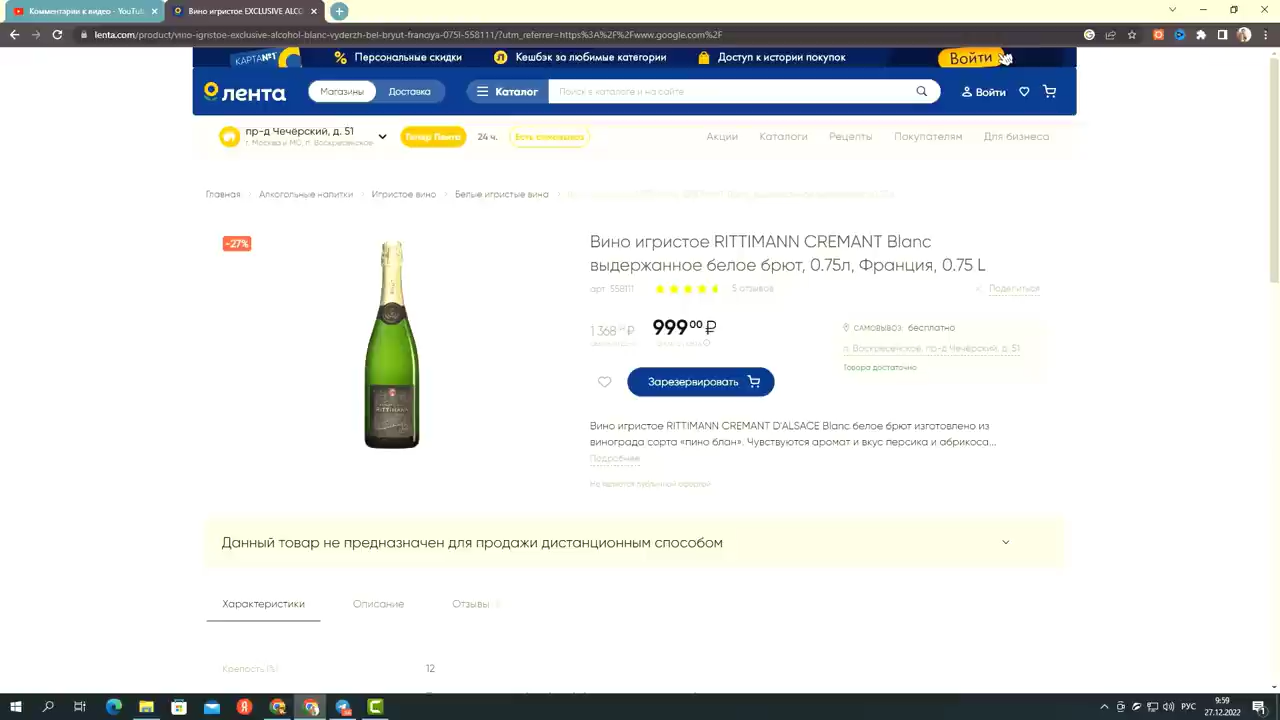 Комментарии к видео - YouTu
Вино игристое EXCLUSIVE ALCO
lenta.com/product/vino-igristoe-exclusive-alcohol-blanc-vyderzh-bel-bryut-franciya-075l-558111/?utm_referrer=https%3A%2F%2Fwww.google.com%2F
КАРТА №1
% Персональные скидки
Кешбэк за любимые категории
Доступ к истории покупок
Войти
лента
Магазины
Доставка
Каталог
Поиск в каталоге и на сайте
Войти
пр-д Чечёрский, д. 51
г. Москва и МО, п. Воскресенское
Гипер Лента
24 ч.
Есть самовывоз
Акции
Каталоги
Рецепты
Покупателям
Для бизнеса
Главная
Алкогольные напитки
Игристое вино
Белые игристые вина
-27%
Вино игристое RITTIMANN CREMANT Blanc
выдержанное белое брют, 0.75л, Франция, 0.75 L
арт. 558111
5 отзывов
Поделиться
1 368 ₽
999 00 ₽
САМОВЫВОЗ: бесплатно
п. Воскресенское, пр-д Чечёрский, д. 51
Товара достаточно
Зарезервировать
RITTIMANN
Вино игристое RITTIMANN CREMANT D'ALSACE Blanc белое брют изготовлено из
винограда сорта «пино блан». Чувствуются аромат и вкус персика и абрикоса...
Подробнее
Не является публичной офертой
Данный товар не предназначен для продажи дистанционным способом
Характеристики
Описание
Отзывы
Крепость (%)
12
РУС
9:59
27.12.2022